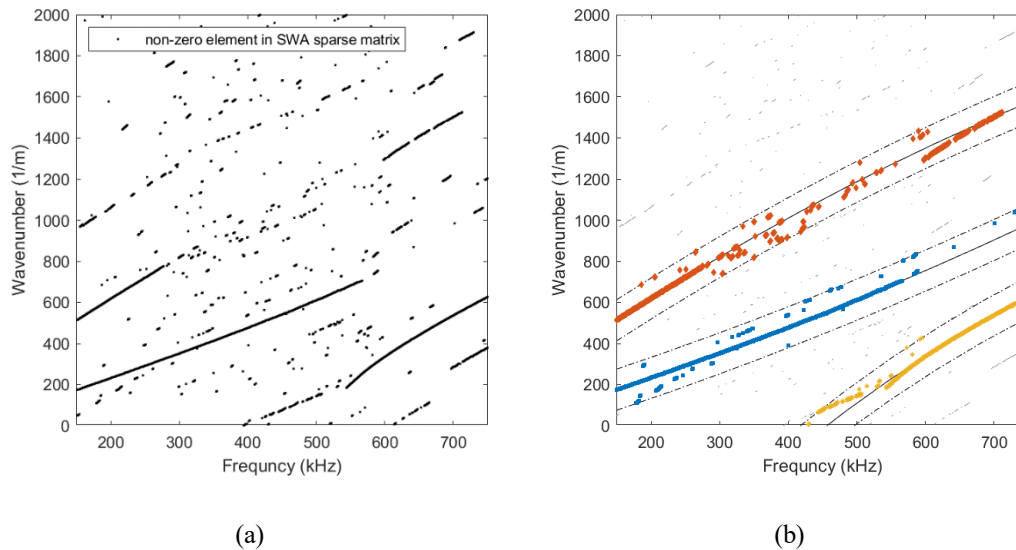 2000
1800
1600
1400
1200
1000
800
600
400
200
0
Wavenumber (1/m)
non-zero element in SWA sparse matrix
200 300 400 500 600 700
Frequncy (kHz)
(a)
2000
1800
1600
1400
1200
1000
800
600
400
200
0
Wavenumber (1/m)
200 300 400 500 600 700
Frequncy (kHz)
(b)